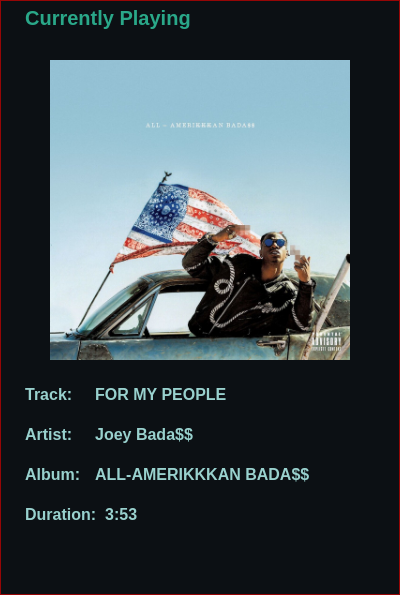 Currently Playing
ALL - AMERIKKKAN BADA$$
PARENTAL
ADVISORY
EXPLICIT CONTENT
Track: FOR MY PEOPLE
Artist: Joey Bada$$
Album: ALL-AMERIKKKAN BADA$$
Duration: 3:53